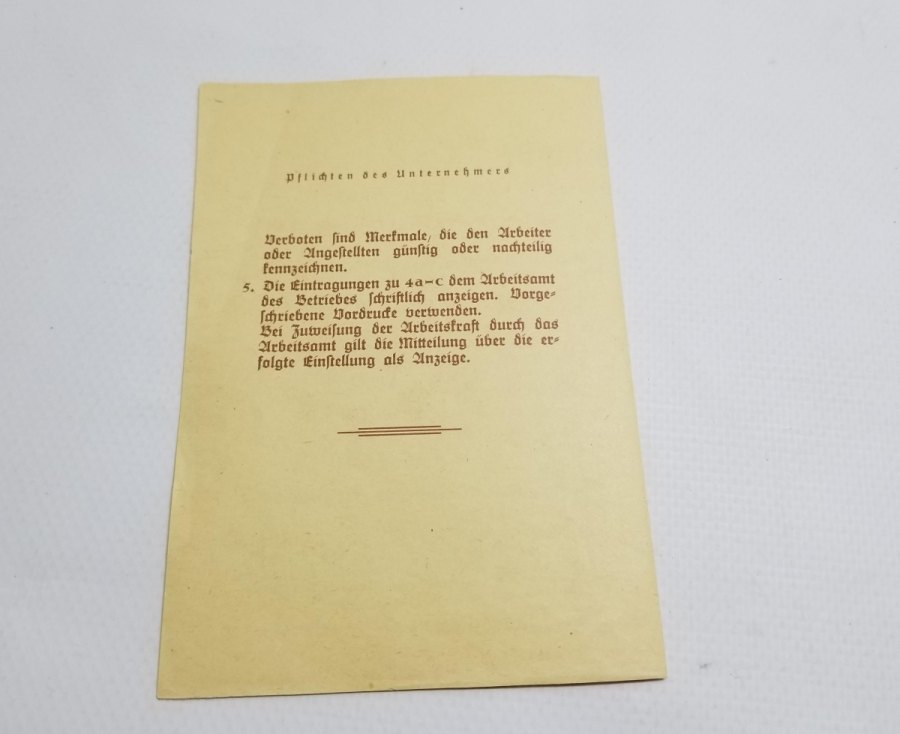 Pflichten des Unternehmers
Verboten sind Merkmale, die den Arbeiter
oder Angestellten günstig oder nachteilig
kennzeichnen.
5. Die Eintragungen zu 4a–c dem Arbeitsamt
des Betriebes schriftlich anzeigen. Vorge=
schriebene Vordrucke verwenden.
Bei Zuweisung der Arbeitskraft durch das
Arbeitsamt gilt die Mitteilung über die er=
folgte Einstellung als Anzeige.